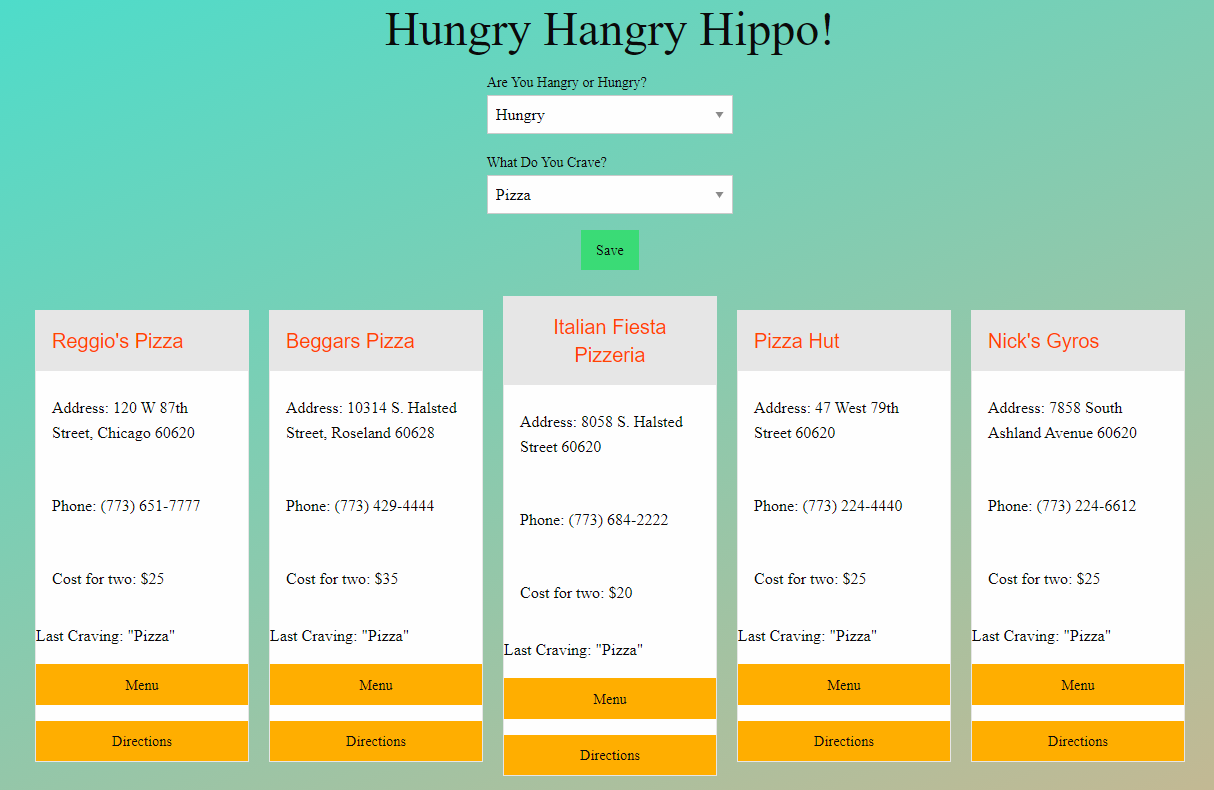 Hungry Hangry Hippo!
Are You Hangry or Hungry?
Hungry
What Do You Crave?
Pizza
Save
Reggio's Pizza
Address: 120 W 87th
Street, Chicago 60620
Phone: (773) 651-7777
Cost for two: $25
Last Craving: "Pizza"
Menu
Directions
Beggars Pizza
Address: 10314 S. Halsted
Street, Roseland 60628
Phone: (773) 429-4444
Cost for two: $35
Last Craving: "Pizza"
Menu
Directions
Italian Fiesta
Pizzeria
Address: 8058 S. Halsted
Street 60620
Phone: (773) 684-2222
Cost for two: $20
Last Craving: "Pizza"
Menu
Directions
Pizza Hut
Address: 47 West 79th
Street 60620
Phone: (773) 224-4440
Cost for two: $25
Last Craving: "Pizza"
Menu
Directions
Nick's Gyros
Address: 7858 South
Ashland Avenue 60620
Phone: (773) 224-6612
Cost for two: $25
Last Craving: "Pizza"
Menu
Directions